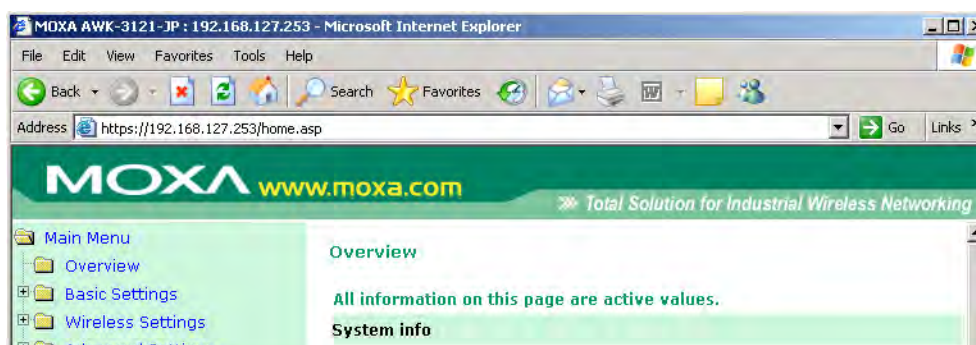 MOXA AWK-3121-JP : 192.168.127.253 - Microsoft Internet Explorer
File Edit View Favorites Tools Help
Back Search Favorites
Address https://192.168.127.253/home.asp Go Links
MOXA www.moxa.com
Total Solution for Industrial Wireless Networking
Main Menu
Overview
Basic Settings
Wireless Settings
Overview
All information on this page are active values.
System info